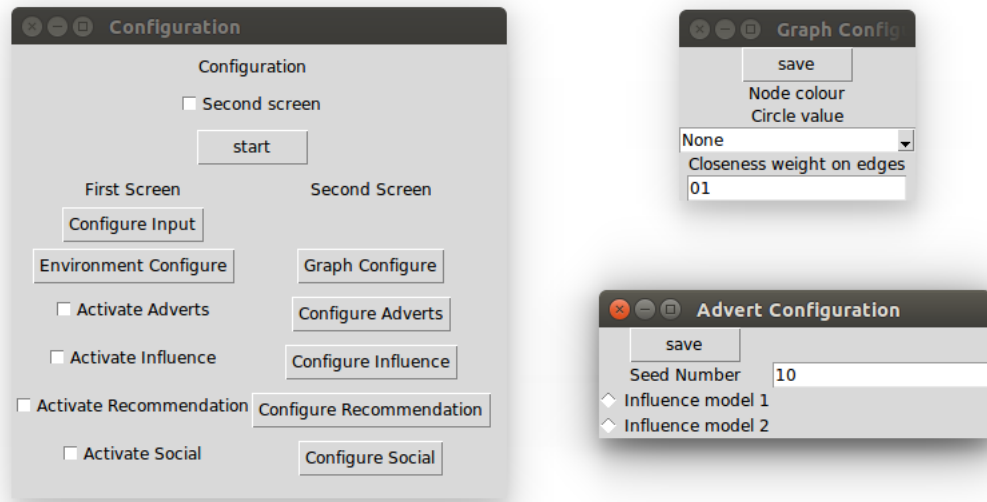 Configuration
Configuration
Second screen
start
First Screen
Second Screen
Configure Input
Environment Configure
Graph Configure
Activate Adverts
Configure Adverts
Activate Influence
Configure Influence
Activate Recommendation
Configure Recommendation
Activate Social
Configure Social
Graph Config
save
Node colour
Circle value
None
Closeness weight on edges
01
Advert Configuration
save
Seed Number
10
Influence model 1
Influence model 2